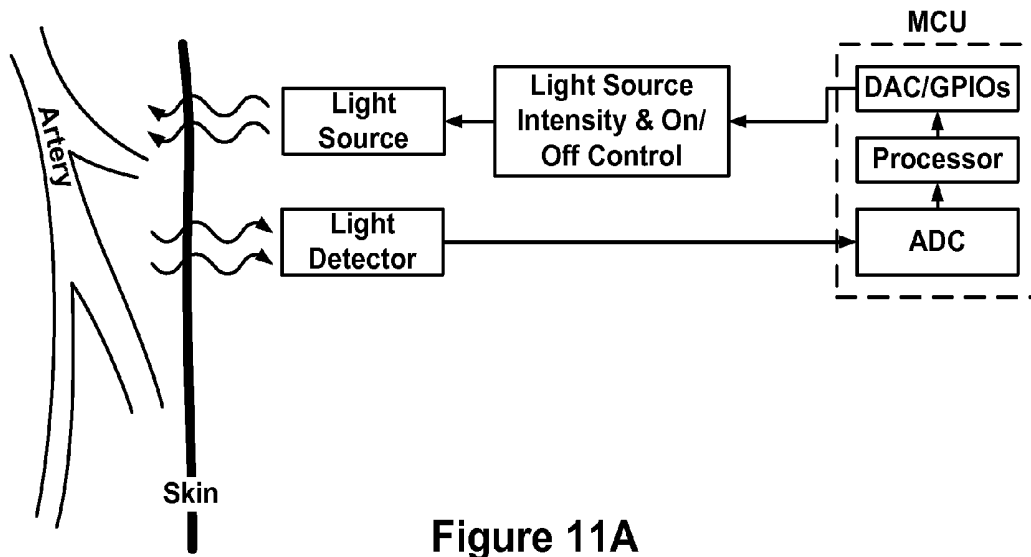 MCU
Light
Source
Light Source
Intensity & On/
Off Control
DAC/GPIOs
Processor
ADC
Artery
Light
Detector
Skin
Figure 11A